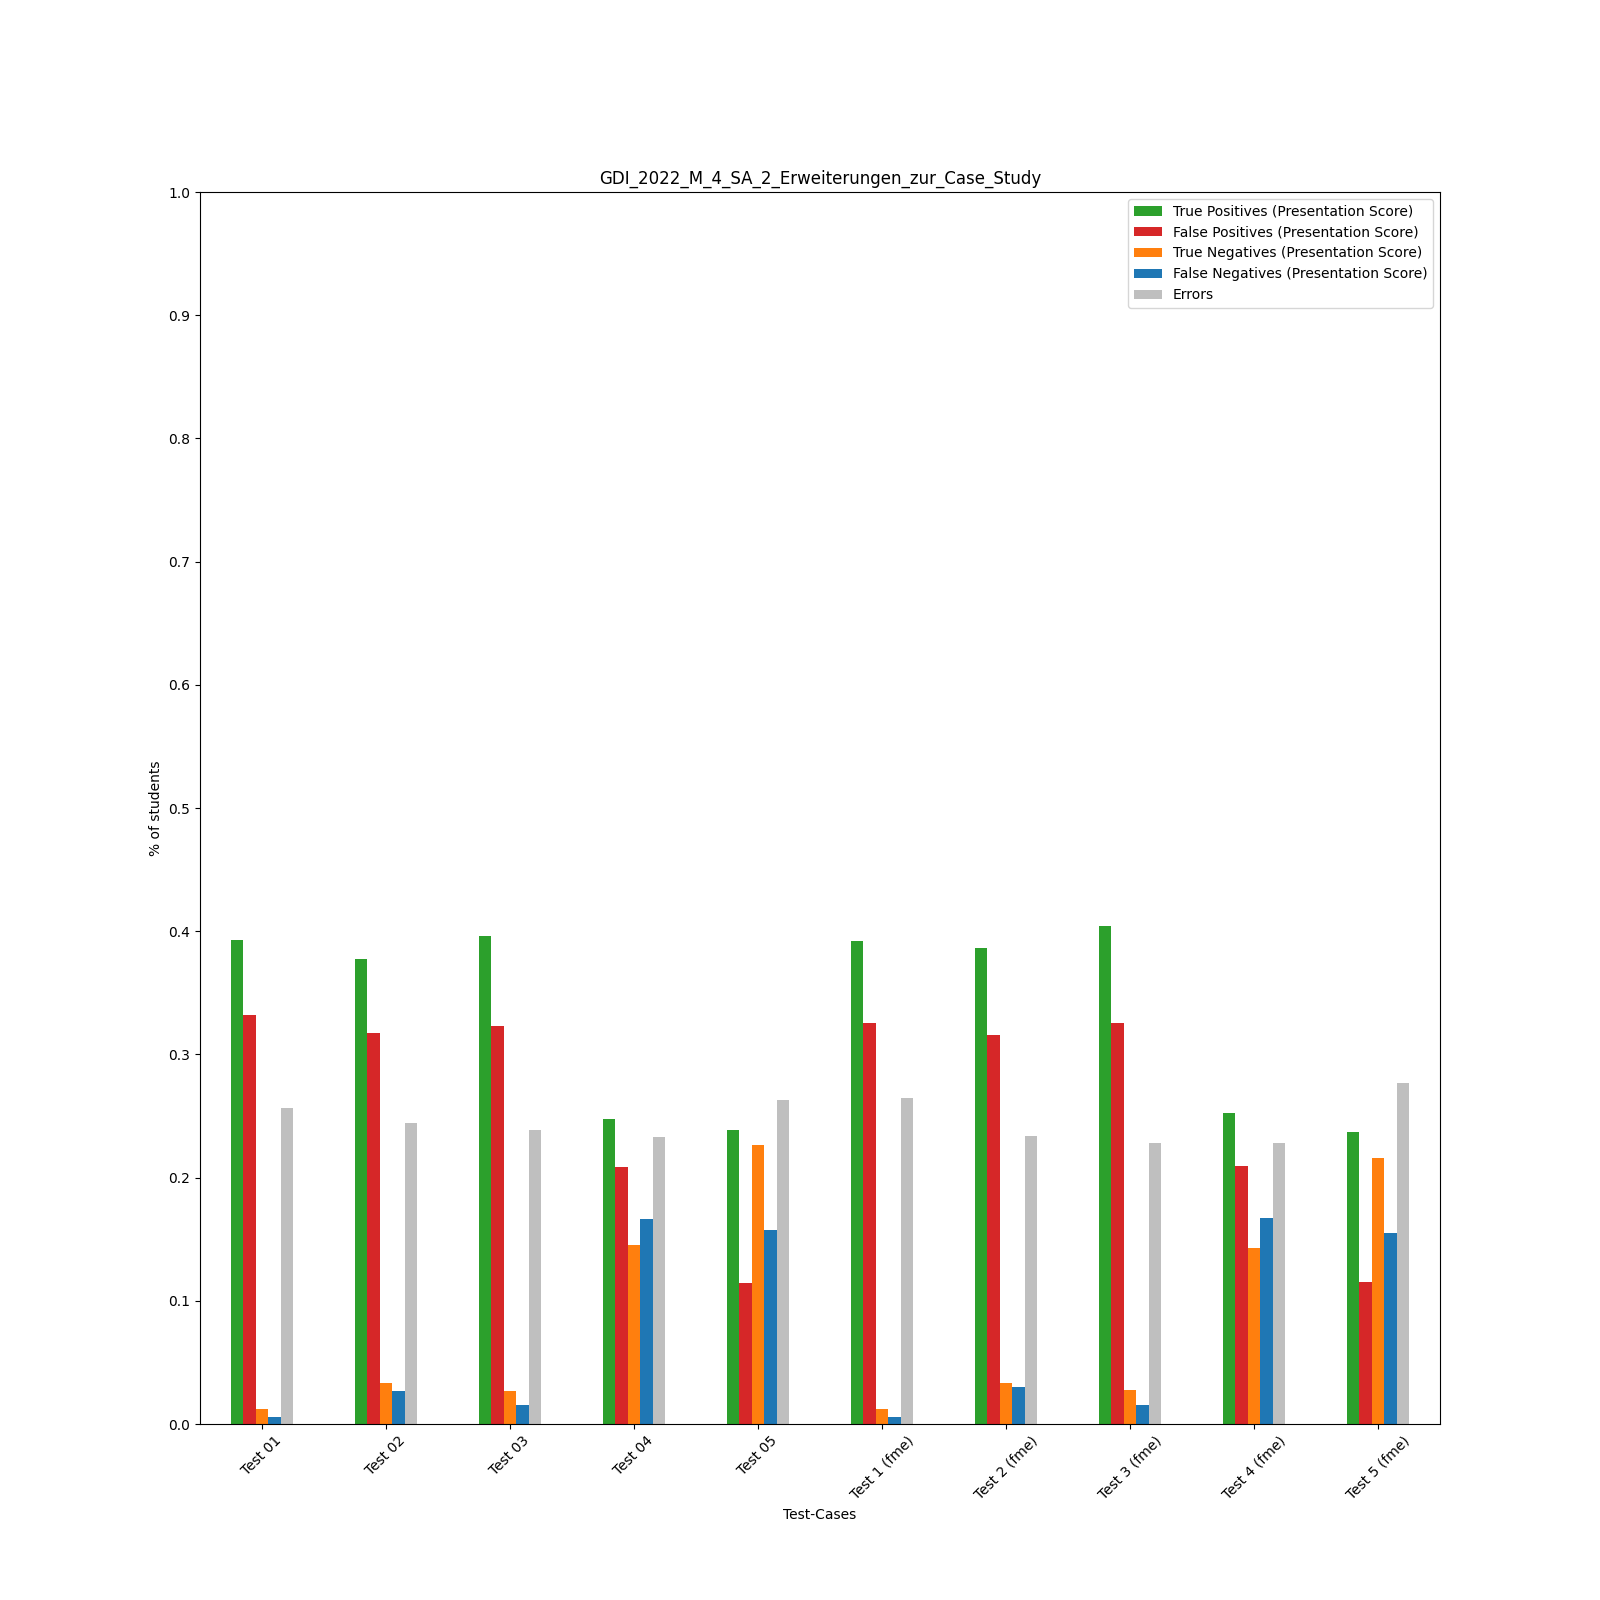 GDI_2022_M_4_SA_2_Erweiterungen_zur_Case_Study
True Positives (Presentation Score)
False Positives (Presentation Score)
True Negatives (Presentation Score)
False Negatives (Presentation Score)
Errors
1.0
0.9
0.8
0.7
0.6
0.5
0.4
0.3
0.2
0.1
0.0
% of students
Test 01
Test 02
Test 03
Test 04
Test 05
Test 1 (fme)
Test 2 (fme)
Test 3 (fme)
Test 4 (fme)
Test 5 (fme)
Test-Cases